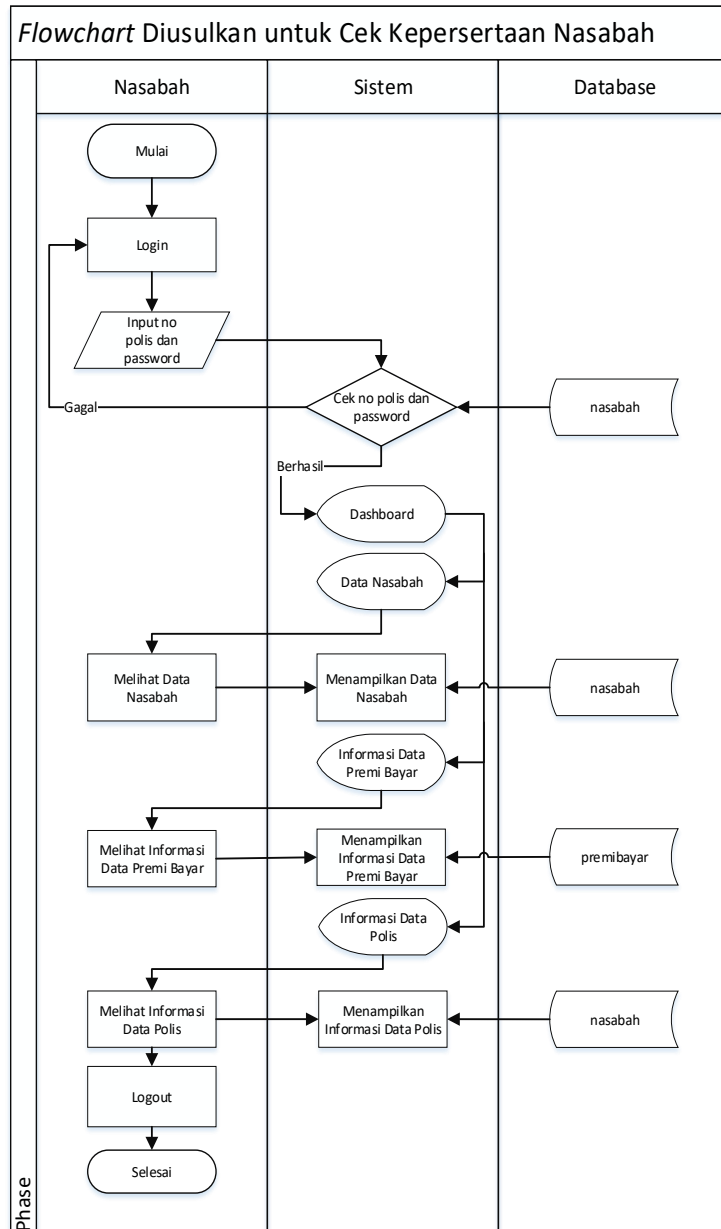 Flowchart Diusulkan untuk Cek Kepersertaan Nasabah
Nasabah
Sistem
Database
Mulai
Login
Input no
polis dan
password
Cek no polis dan
password
nasabah
Gagal
Berhasil
Dashboard
Data Nasabah
Melihat Data
Nasabah
Menampilkan Data
Nasabah
nasabah
Informasi Data
Premi Bayar
Melihat Informasi
Data Premi Bayar
Menampilkan
Informasi Data
Premi Bayar
premibayar
Informasi Data
Polis
Melihat Informasi
Data Polis
Menampilkan
Informasi Data Polis
nasabah
Logout
Selesai
Phase